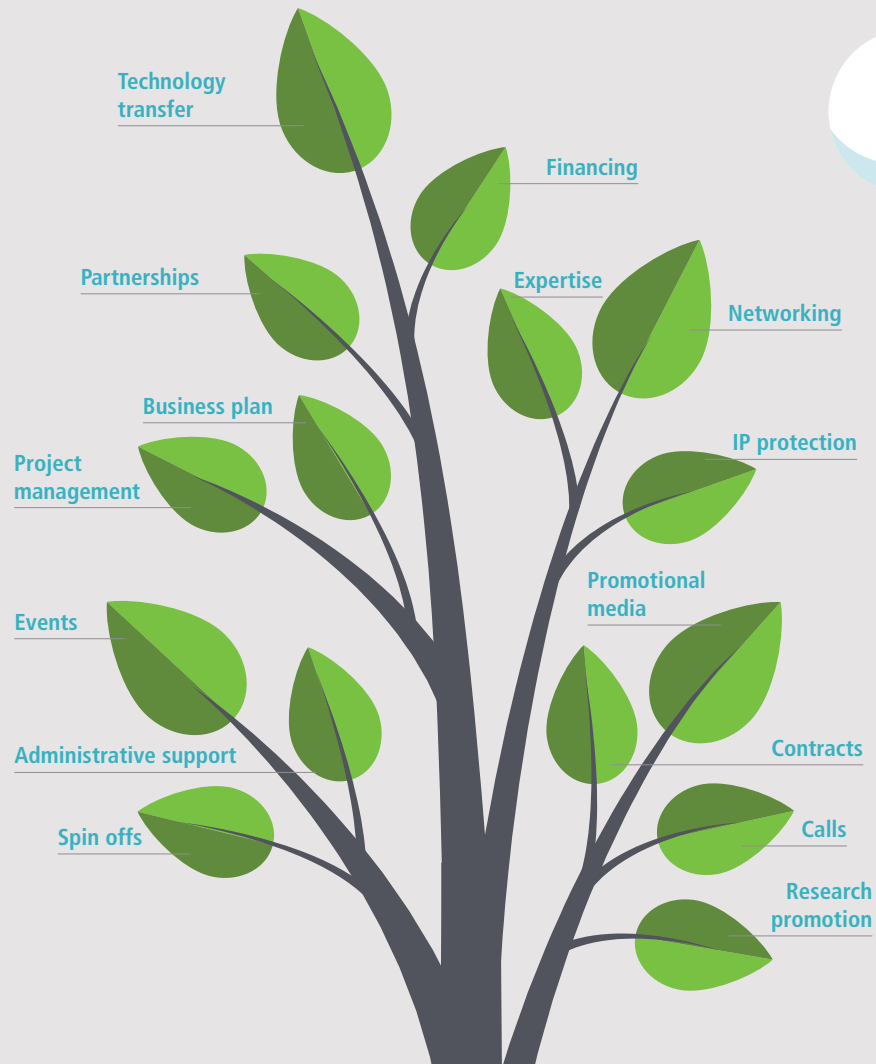 Technology
transfer
Financing
Partnerships
Expertise
Networking
Business plan
IP protection
Project
management
Promotional
media
Events
Administrative support
Contracts
Spin offs
Calls
Research
promotion